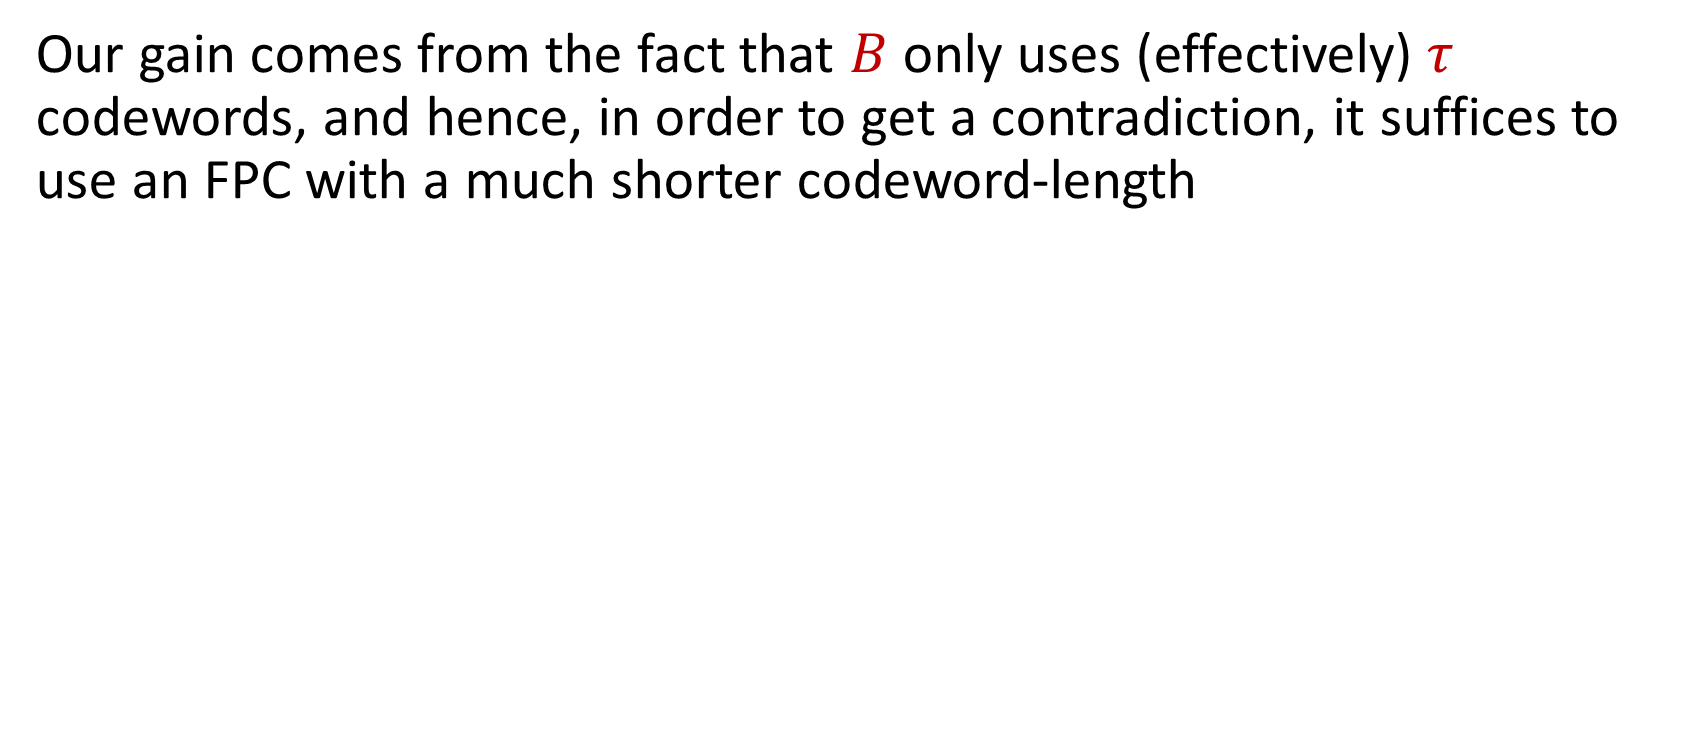 Our gain comes from the fact that B only uses (effectively) τ
codewords, and hence, in order to get a contradiction, it suffices to
use an FPC with a much shorter codeword-length